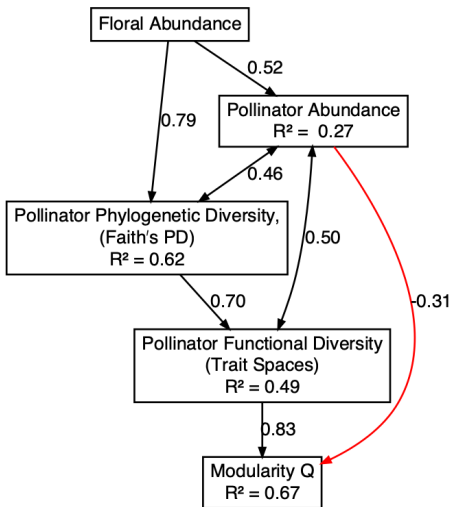 Floral Abundance
0.52
0.79
Pollinator Abundance
R² =  0.27
0.46
Pollinator Phylogenetic Diversity,
(Faith's PD)
R² = 0.62
0.50
-0.31
0.70
Pollinator Functional Diversity
(Trait Spaces)
R² = 0.49
0.83
Modularity Q
R² = 0.67